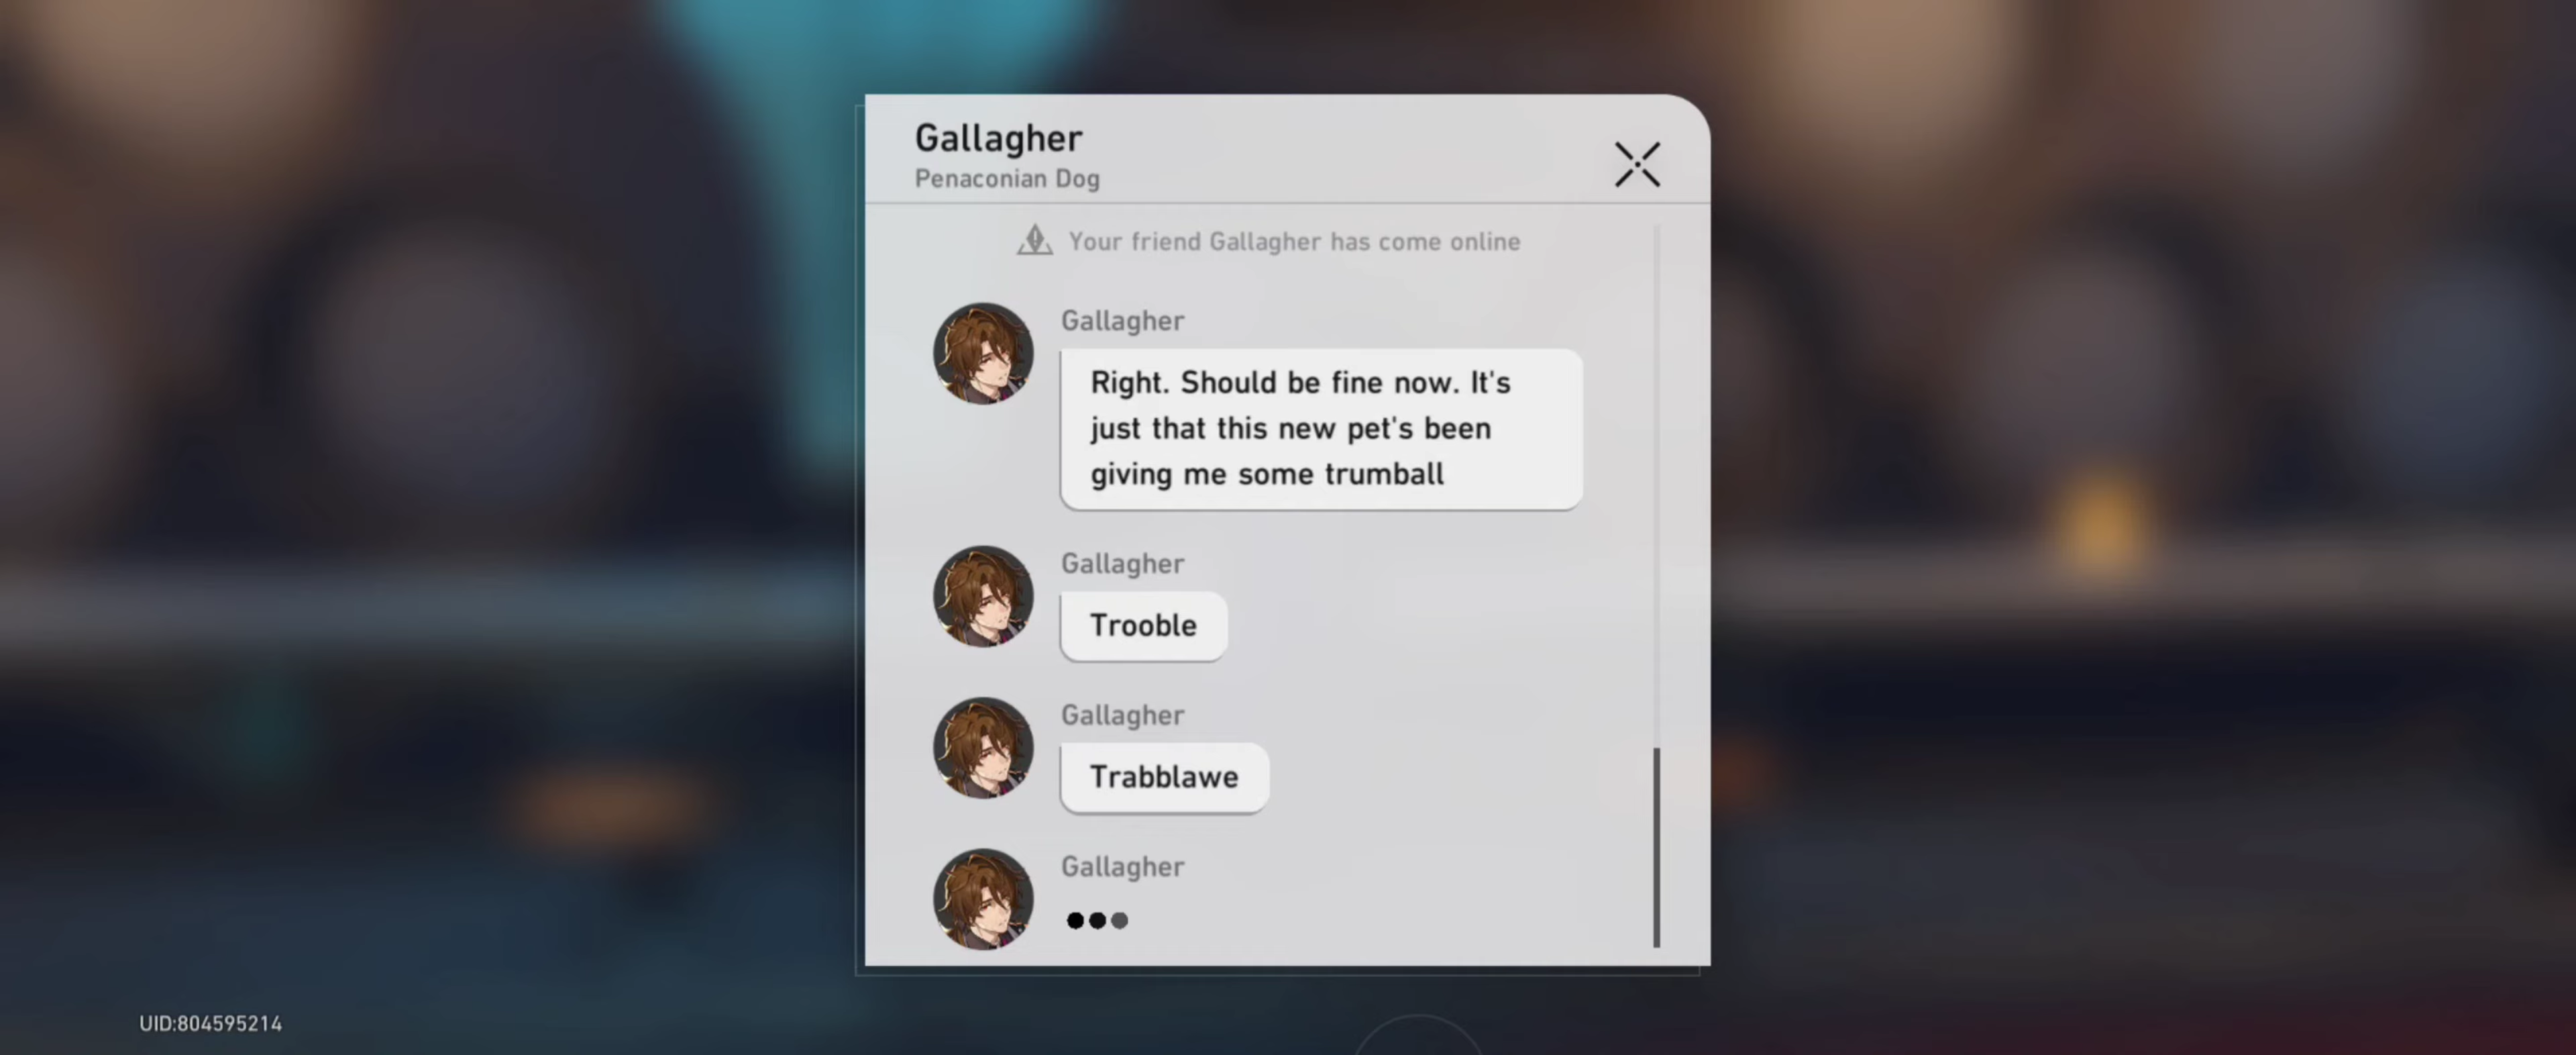 Gallagher
Penaconian Dog
Your friend Gallagher has come online
Gallagher
Right. Should be fine now. It's
just that this new pet's been
giving me some trumball
Gallagher
Trooble
Gallagher
Trabblawe
Gallagher
UID:804595214